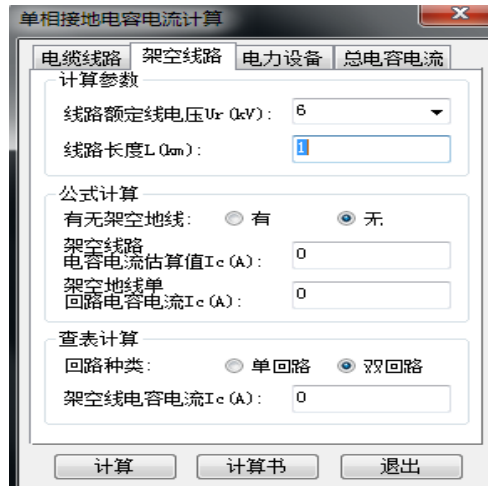 单相接地电容电流计算
电缆线路 架空线路 电力设备 总电容电流
计算参数
线路额定线电压Ur(kV): 6
线路长度L(km): 1
公式计算
有无架空地线: 有 无
架空线路
电容电流估算值Ic(A): 0
架空地线单
回路电容电流Ic(A): 0
查表计算
回路种类: 单回路 双回路
架空线电容电流Ic(A): 0
计算 计算书 退出